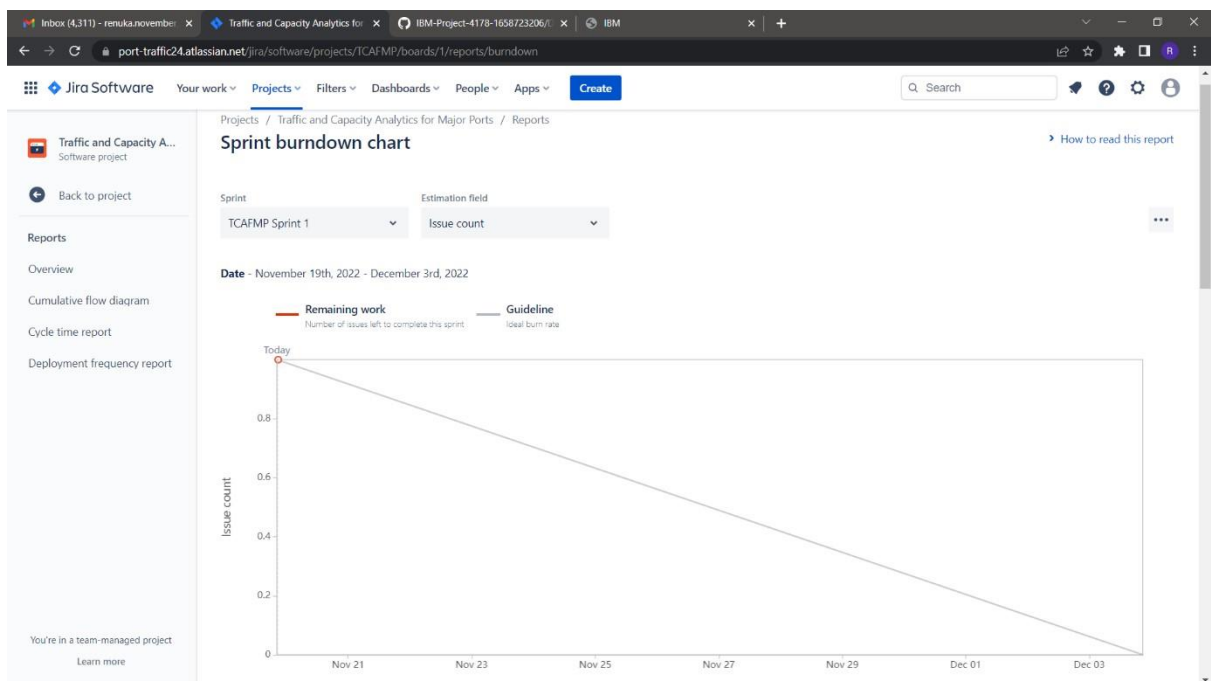 Inbox (4,311) - renuka.november
Traffic and Capacity Analytics for
IBM-Project-4178-1658723206/D
IBM
port-traffic24.atlassian.net/jira/software/projects/TCAFMP/boards/1/reports/burndown
R
Jira Software
Your work
Projects
Filters
Dashboards
People
Apps
Create
Search
Traffic and Capacity A...
Software project
Back to project
Reports
Overview
Cumulative flow diagram
Cycle time report
Deployment frequency report
You're in a team-managed project
Learn more
Projects / Traffic and Capacity Analytics for Major Ports / Reports
Sprint burndown chart
How to read this report
Sprint
Estimation field
TCAFMP Sprint 1
Issue count
Date - November 19th, 2022 - December 3rd, 2022
Remaining work
Number of issues left to complete this sprint
Guideline
Ideal burn rate
Today
0.8
0.6
0.4
0.2
0
Issue count
Nov 21
Nov 23
Nov 25
Nov 27
Nov 29
Dec 01
Dec 03